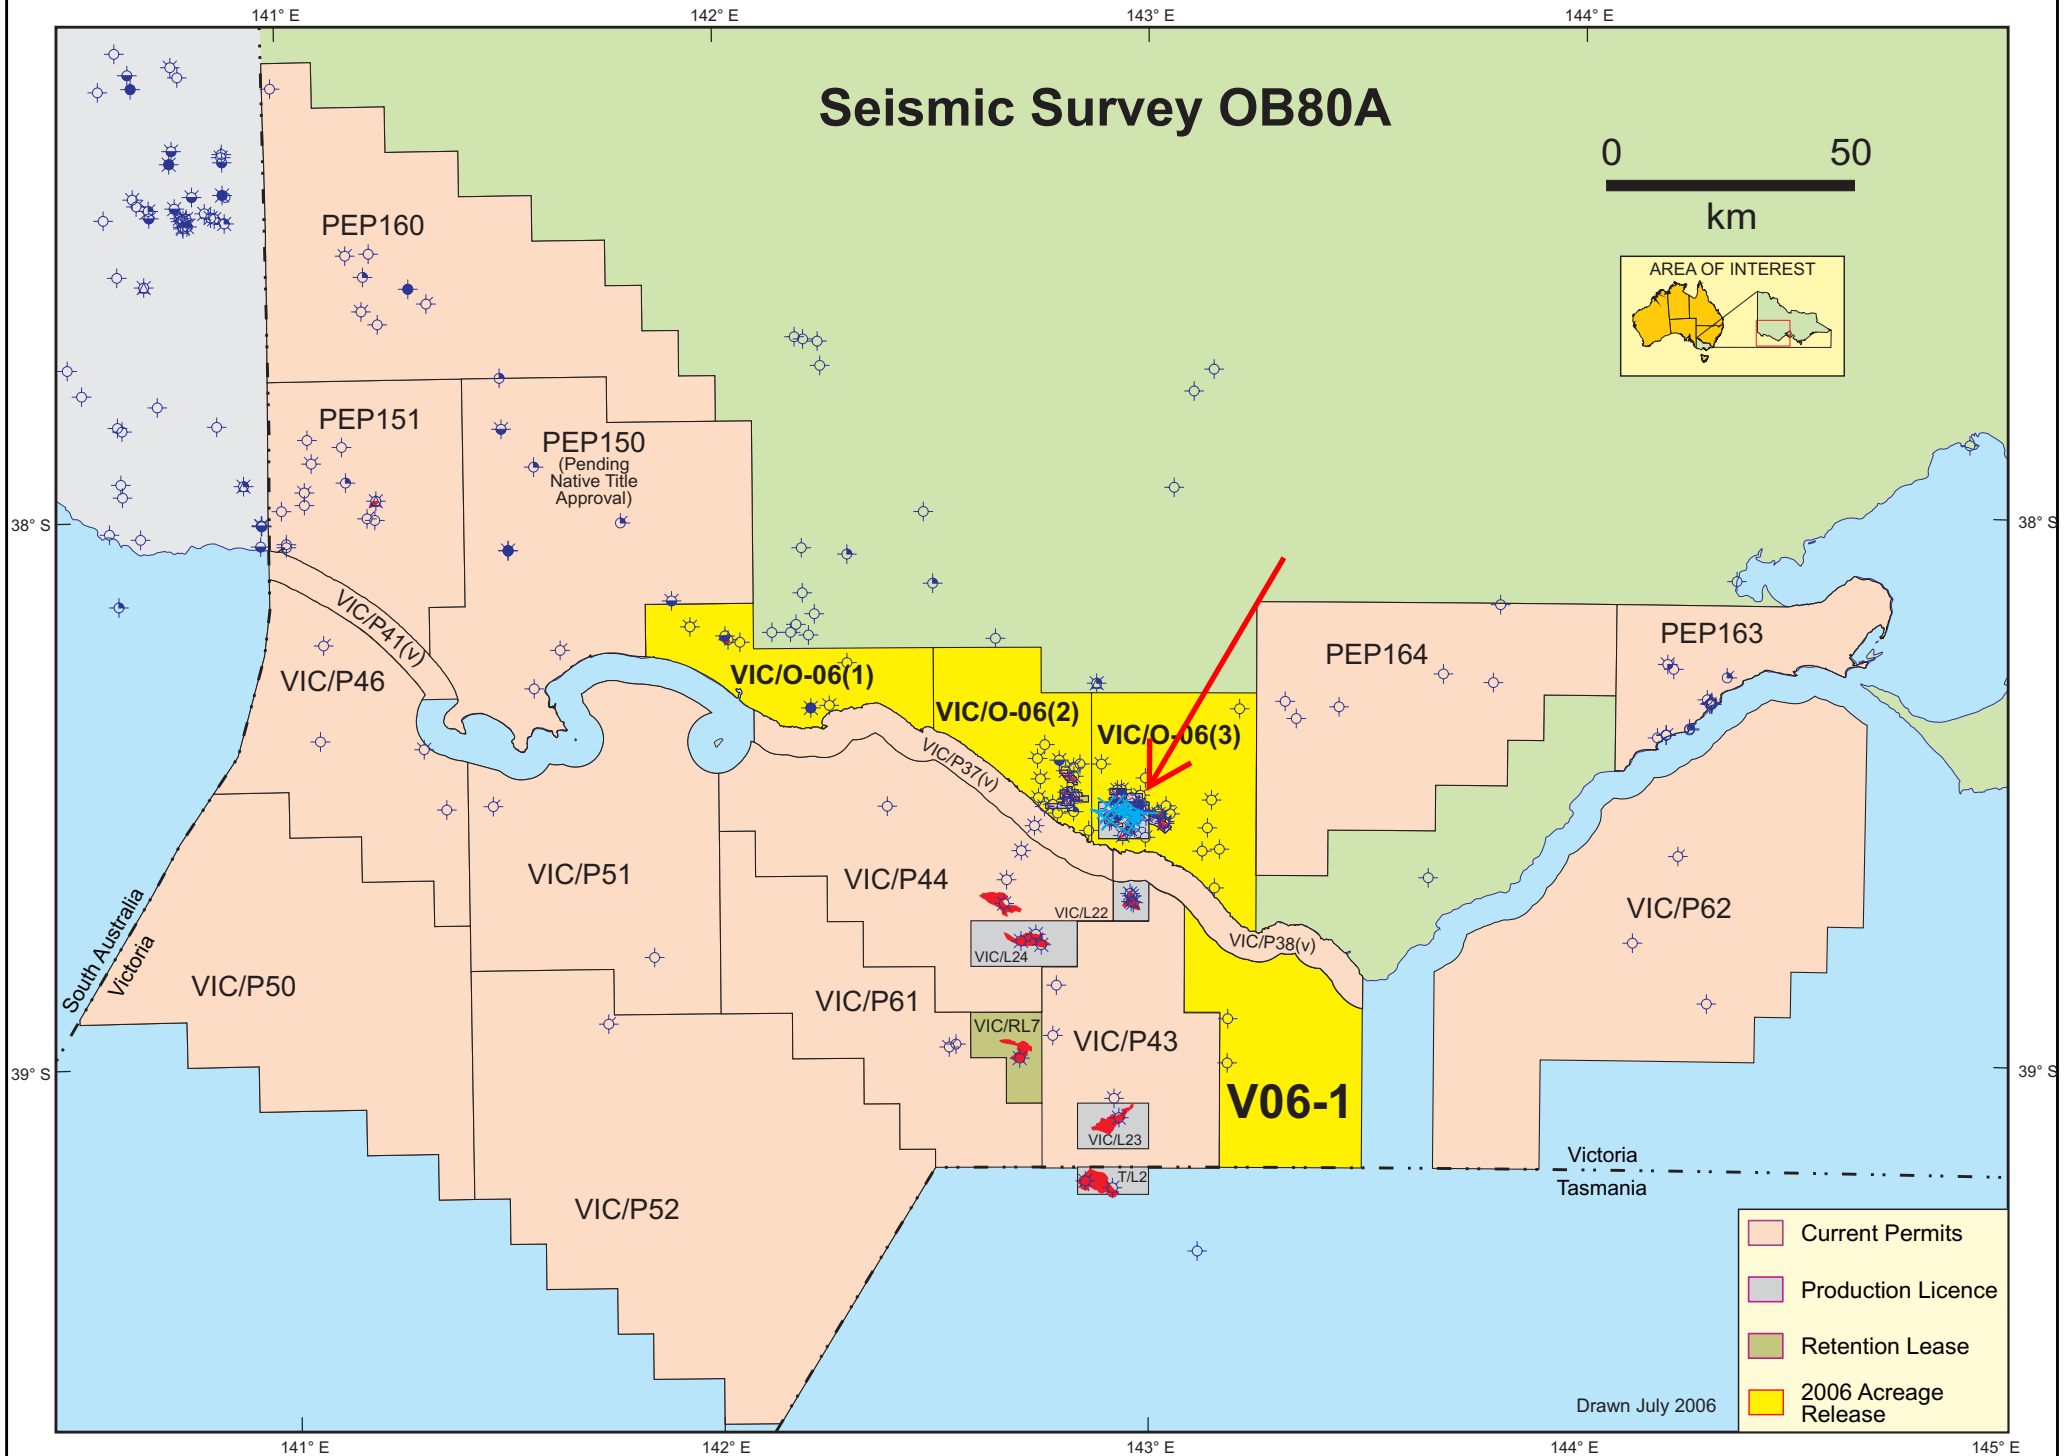 141° E
142° E
143° E
144° E
Seismic Survey OB80A
0
50
km
AREA OF INTEREST
PEP160
PEP151
PEP150
(Pending
Native Title
Approval)
38° S
38° S
VIC/P41(v)
VIC/P46
VIC/O-06(1)
VIC/O-06(2)
VIC/O-06(3)
VIC/P37(v)
PEP164
PEP163
VIC/P51
VIC/P44
VIC/L22
VIC/L24
VIC/P38(v)
VIC/P62
South Australia
Victoria
VIC/P50
VIC/P61
VIC/RL7
VIC/P43
39° S
39° S
V06-1
VIC/L23
T/L2
Victoria
Tasmania
VIC/P52
Current Permits
Production Licence
Retention Lease
2006 Acreage
Release
Drawn July 2006
141° E
142° E
143° E
144° E
145° E